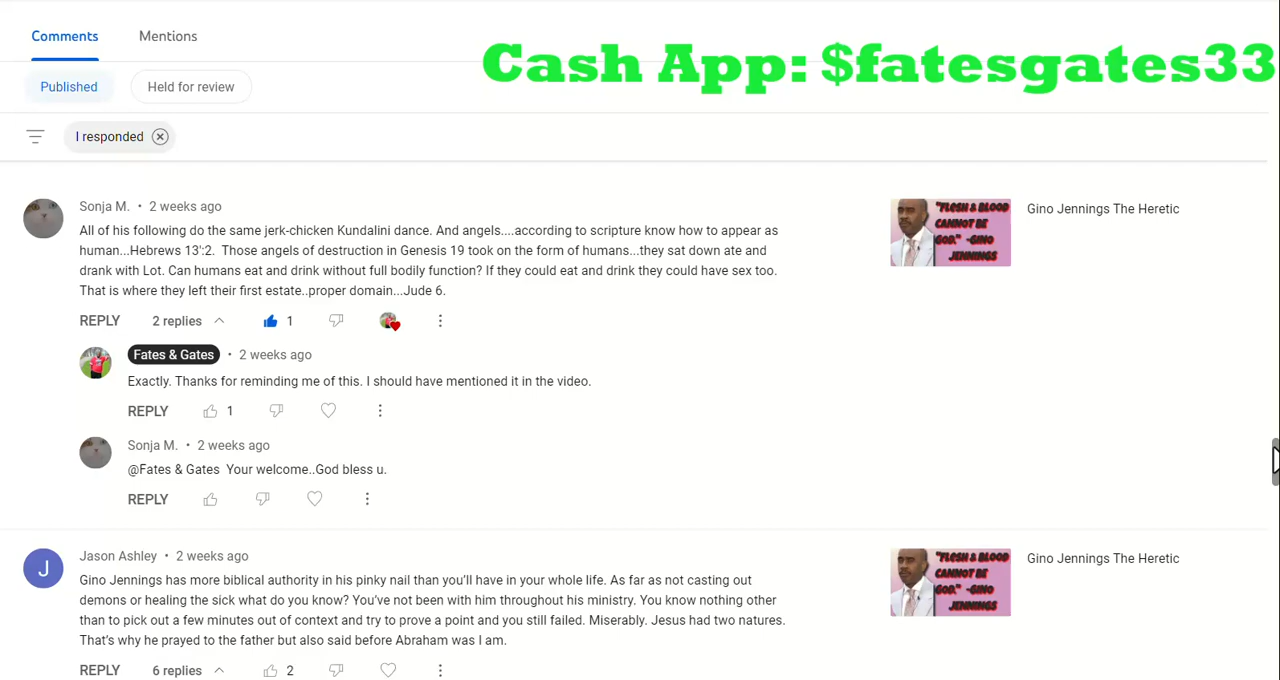 Comments
Mentions
Cash App: $fatesgates33
Published
Held for review
I responded
Sonja M. • 2 weeks ago
All of his following do the same jerk-chicken Kundalini dance. And angels....according to scripture know how to appear as
human...Hebrews 13':2. Those angels of destruction in Genesis 19 took on the form of humans...they sat down ate and
drank with Lot. Can humans eat and drink without full bodily function? If they could eat and drink they could have sex too.
That is where they left their first estate..proper domain...Jude 6.
"FLESH & BLOOD
CANNOT BE
GOD." -GINO
JENNINGS
Gino Jennings The Heretic
REPLY 2 replies 1
Fates & Gates • 2 weeks ago
Exactly. Thanks for reminding me of this. I should have mentioned it in the video.
REPLY 1
Sonja M. • 2 weeks ago
@Fates & Gates Your welcome..God bless u.
REPLY
J
Jason Ashley • 2 weeks ago
Gino Jennings has more biblical authority in his pinky nail than you'll have in your whole life. As far as not casting out
demons or healing the sick what do you know? You've not been with him throughout his ministry. You know nothing other
than to pick out a few minutes out of context and try to prove a point and you still failed. Miserably. Jesus had two natures.
That's why he prayed to the father but also said before Abraham was I am.
"FLESH & BLOOD
CANNOT BE
GOD." -GINO
JENNINGS
Gino Jennings The Heretic
REPLY 6 replies 2